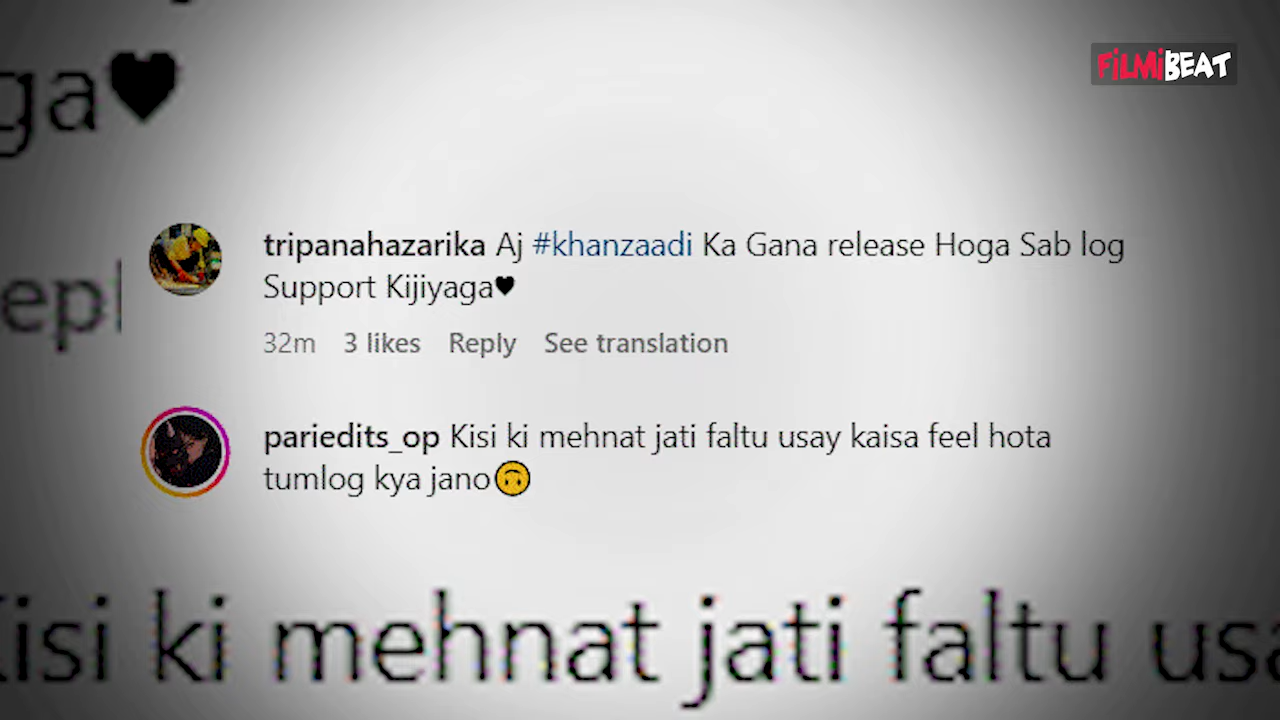 ga♥
FiLMiBEAT
tripanahazarika Aj #khanzaadi Ka Gana release Hoga Sab log
Support Kijiyaga♥
32m 3 likes Reply See translation
pariedits_op Kisi ki mehnat jati faltu usay kaisa feel hota
tumlog kya jano🙃
Kisi ki mehnat jati faltu usa